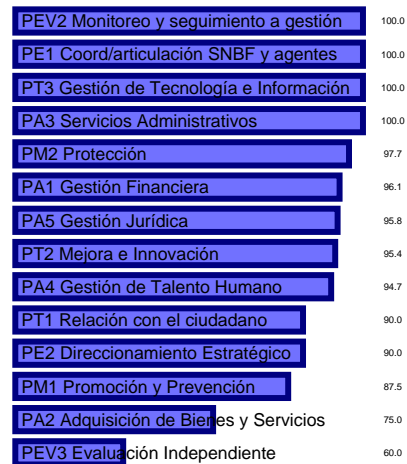 PEV2 Monitoreo y seguimiento a gestión 100.0
PE1 Coord/articulación SNBF y agentes 100.0
PT3 Gestión de Tecnología e Información 100.0
PA3 Servicios Administrativos 100.0
PM2 Protección 97.7
PA1 Gestión Financiera 96.1
PA5 Gestión Jurídica 95.8
PT2 Mejora e Innovación 95.4
PA4 Gestión de Talento Humano 94.7
PT1 Relación con el ciudadano 90.0
PE2 Direccionamiento Estratégico 90.0
PM1 Promoción y Prevención 87.5
PA2 Adquisición de Bienes y Servicios 75.0
PEV3 Evaluación Independiente 60.0